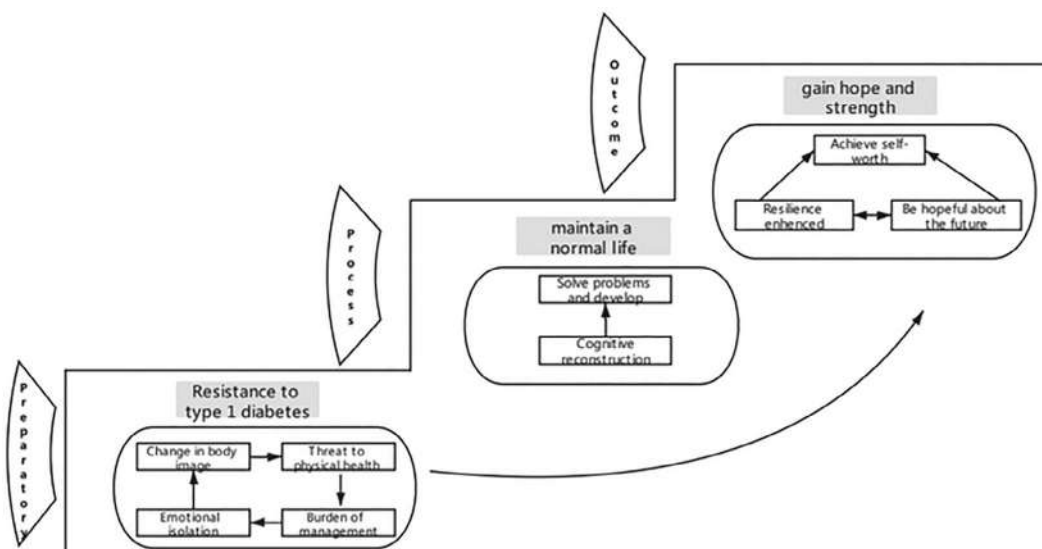 Outcome
gain hope and
strength
Achieve self-
worth
Resilience
enhenced
Be hopeful about
the future
Process
maintain a
normal life
Solve problems
and develop
Cognitive
reconstruction
Preparatory
Resistance to
type 1 diabetes
Change in body
image
Threat to
physical health
Emotional
isolation
Burden of
management